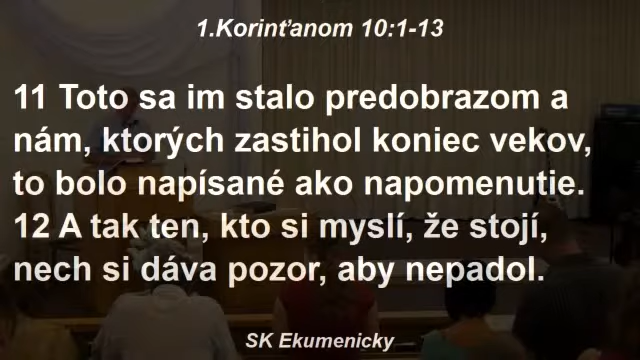 1.Korinťanom 10:1-13
11 Toto sa im stalo predobrazom a
nám, ktorých zastihol koniec vekov,
to bolo napísané ako napomenutie.
12 A tak ten, kto si myslí, že stojí,
nech si dáva pozor, aby nepadol.
SK Ekumenicky